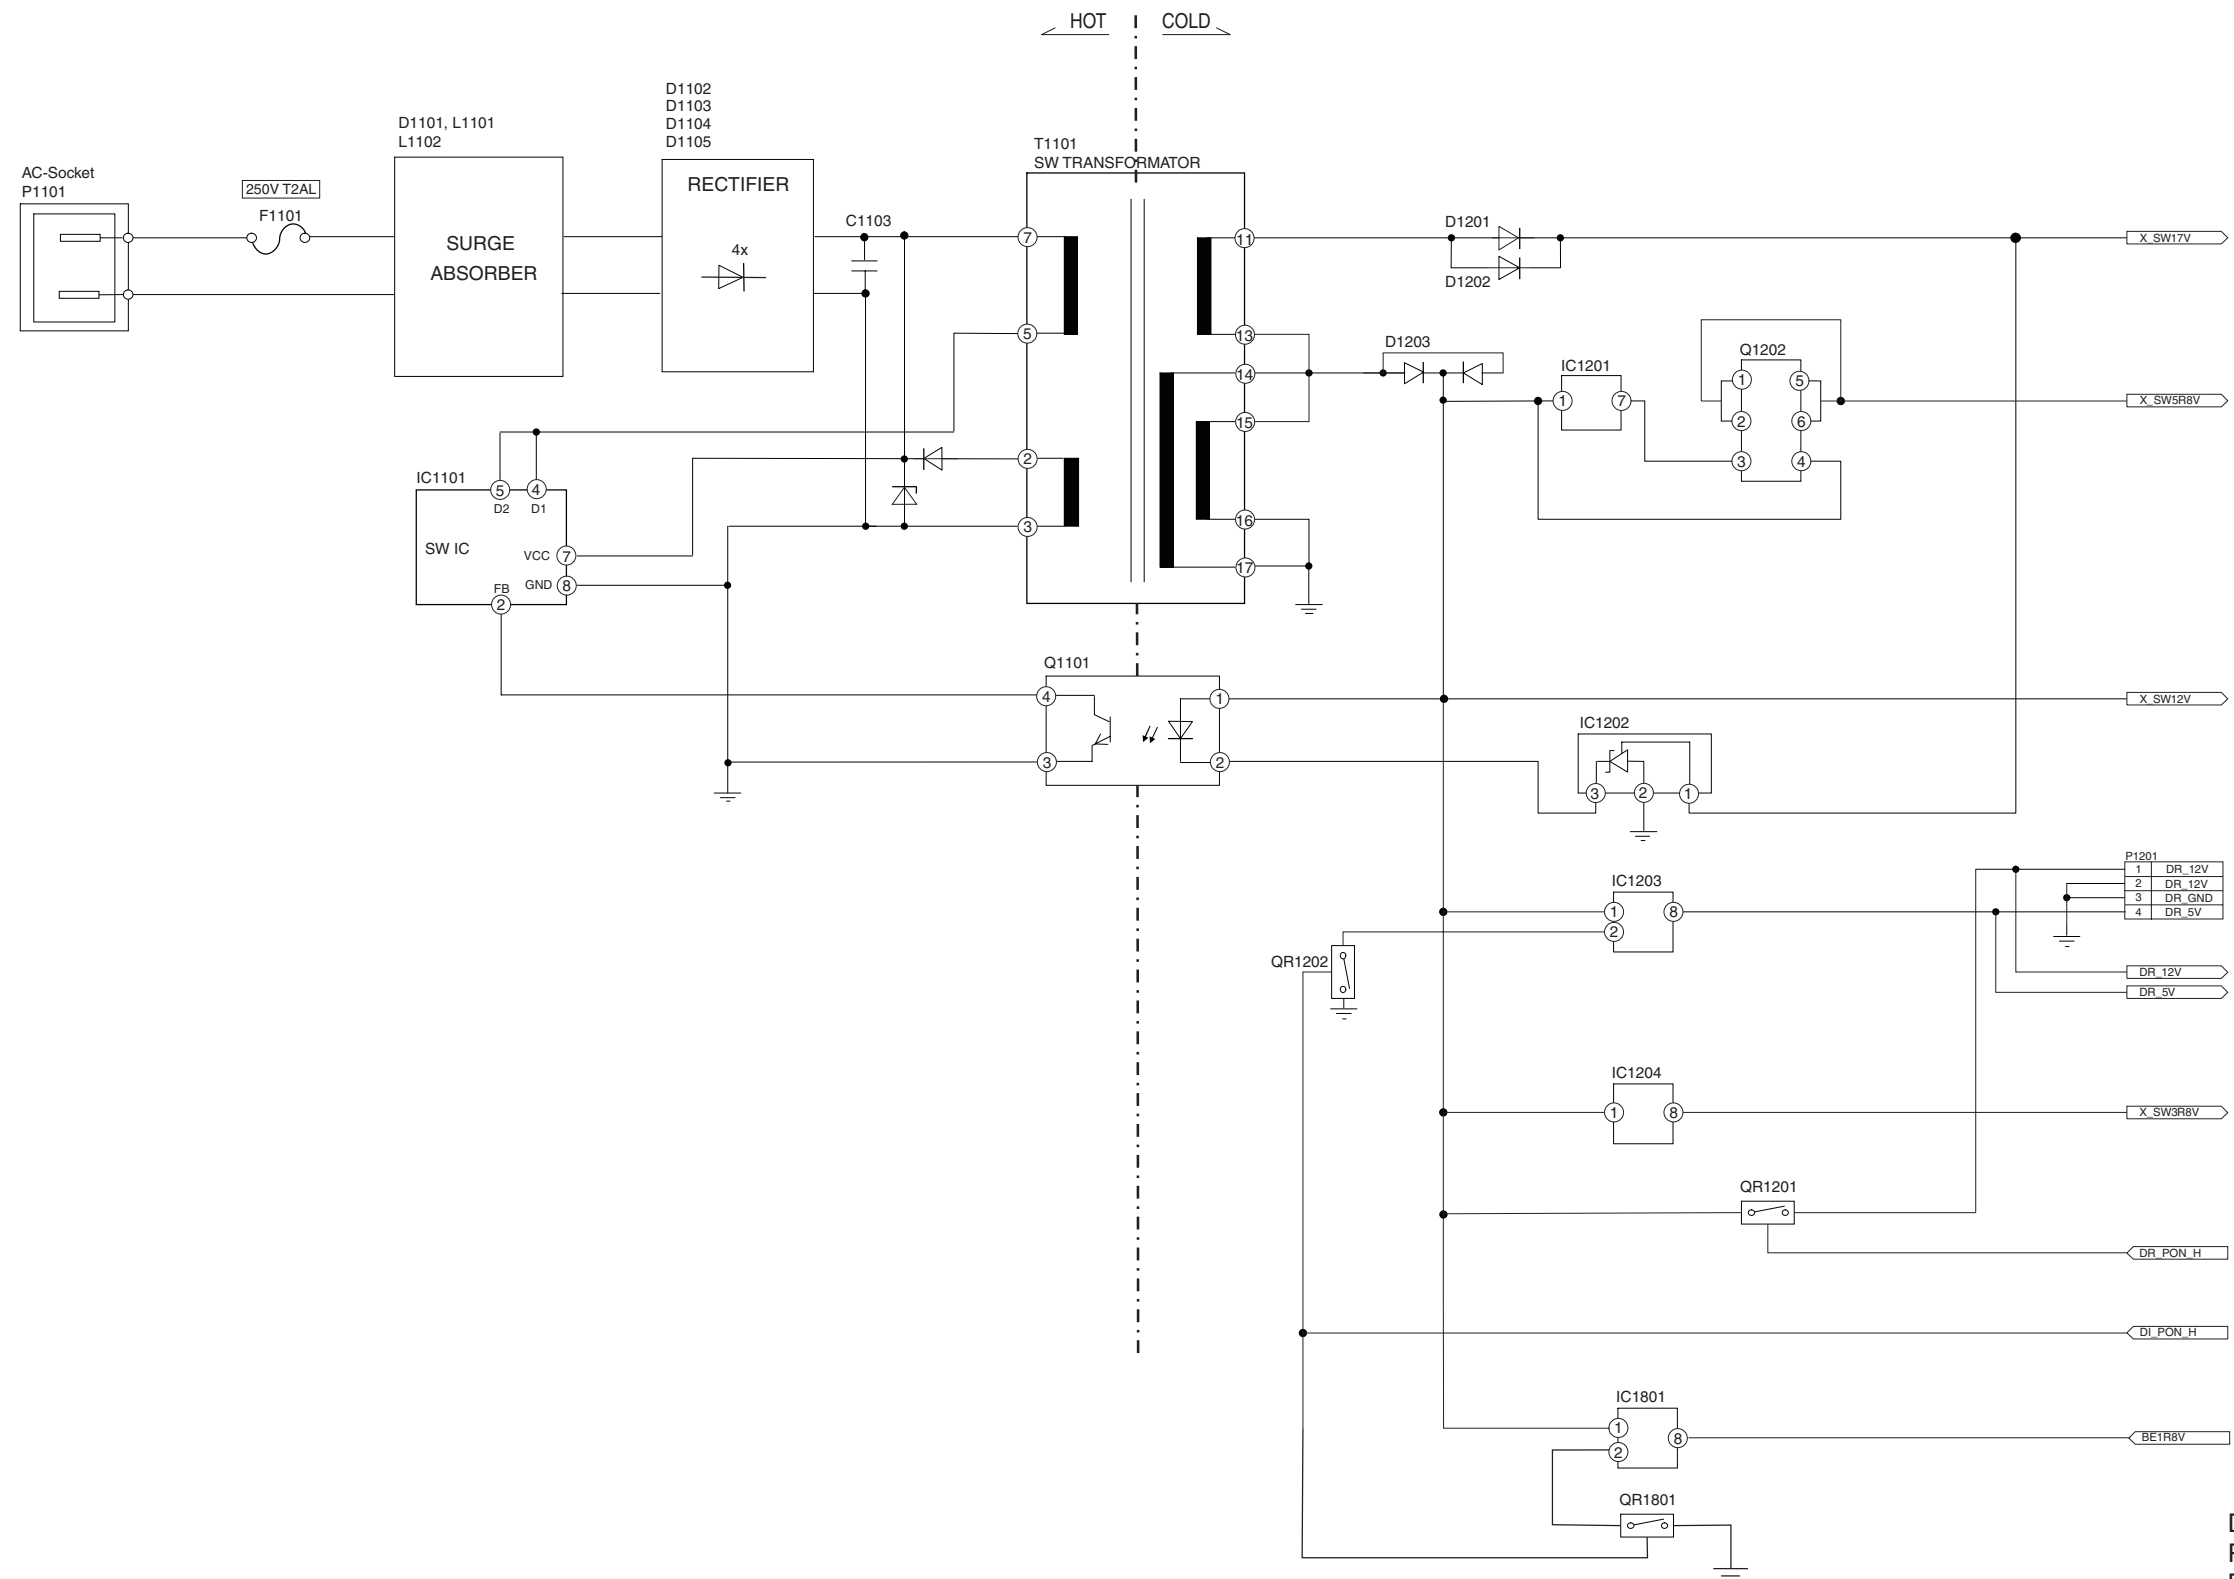 HOT COLD
D1102
D1103
D1104
D1105
D1101, L1101
L1102
T1101
SW TRANSFORMATOR
AC-Socket
P1101
250V T2AL
F1101
RECTIFIER
4x
SURGE
ABSORBER
C1103
7
5
2
3
11
13
14
15
16
17
D1201
D1202
X_SW17V
D1203
IC1201
1 7
Q1202
1 5
2 6
3 4
X_SW5R8V
IC1101
5 4
D2 D1
SW IC
VCC 7
GND 8
FB
2
Q1101
4 1
3 2
X_SW12V
IC1202
3 2 1
P1201
1 DR_12V
2 DR_12V
3 DR_GND
4 DR_5V
IC1203
1 8
2
QR1202
DR_12V
DR_5V
IC1204
1 8
X_SW3R8V
QR1201
DR_PON_H
DI_PON_H
IC1801
1
2
8
BE1R8V
QR1801